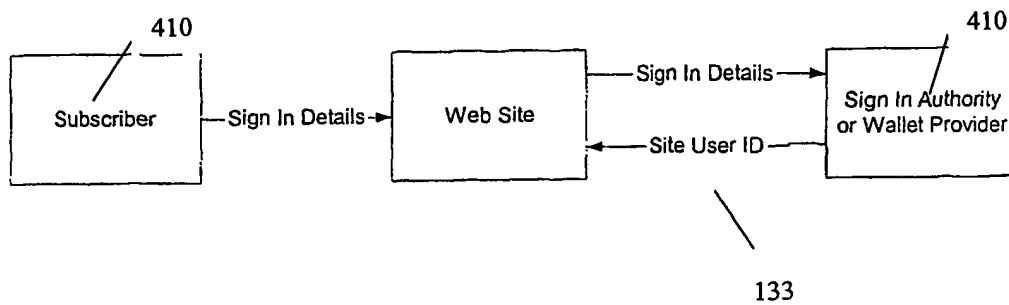 410
410
Subscriber
Sign In Details
Web Site
Sign In Details
Site User ID
Sign In Authority
or Wallet Provider
133